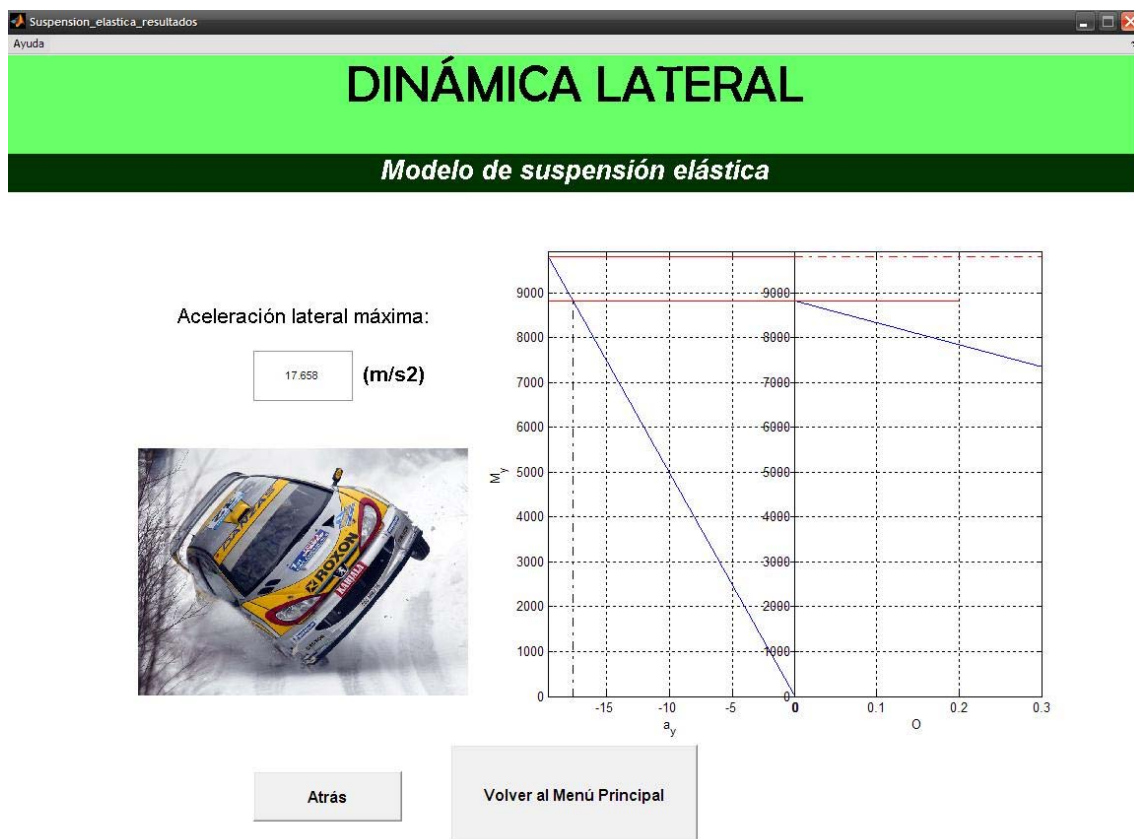 Suspension_elastica_resultados
Ayuda
DINÁMICA LATERAL
Modelo de suspensión elástica
Aceleración lateral máxima:
17.658 (m/s2)
ROXON
KARJALA
9000
8000
7000
6000
5000
4000
3000
2000
1000
0
M_y
-15 -10 -5 0
a_y
9000
8000
7000
6000
5000
4000
3000
2000
1000
0 0.1 0.2 0.3
O
Atrás
Volver al Menú Principal